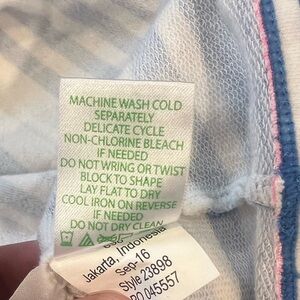 MACHINE WASH COLD
SEPARATELY
DELICATE CYCLE
NON-CHLORINE BLEACH
IF NEEDED
DO NOT WRING OR TWIST
BLOCK TO SHAPE
LAY FLAT TO DRY
COOL IRON ON REVERSE
IF NEEDED
DO NOT DRY CLEAN
Jakarta, Indonesia
Sep-16
Style 23898
PO 045557